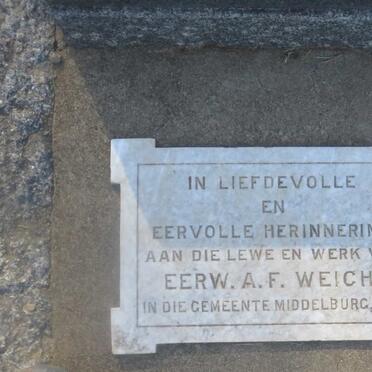 IN LIEFDEVOLLE
EN
EERVOLLE HERINNERIN
AAN DIE LEWE EN WERK
EERW. A. F. WEICH
IN DIE GEMEENTE MIDDELBURG,